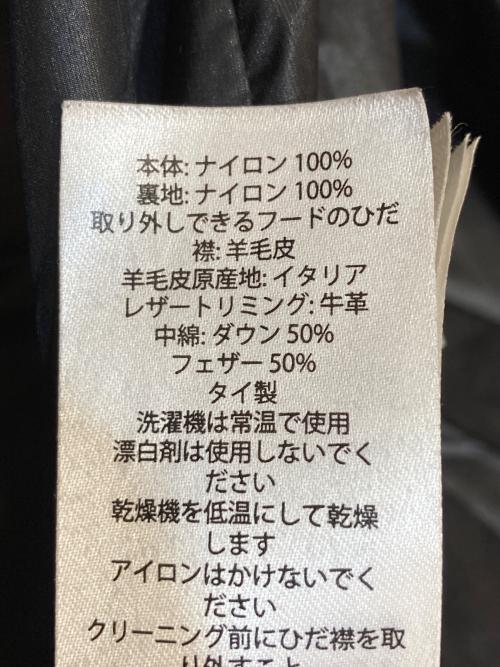 本体: ナイロン 100%
裏地: ナイロン 100%
取り外しできるフードのひだ
襟: 羊毛皮
羊毛皮原産地: イタリア
レザートリミング: 牛革
中綿: ダウン 50%
フェザー 50%
タイ製
洗濯機は常温で使用
漂白剤は使用しないでく
ださい
乾燥機を低温にして乾燥
します
アイロンはかけないでく
ださい
クリーニング前にひだ襟を取
り外すこと